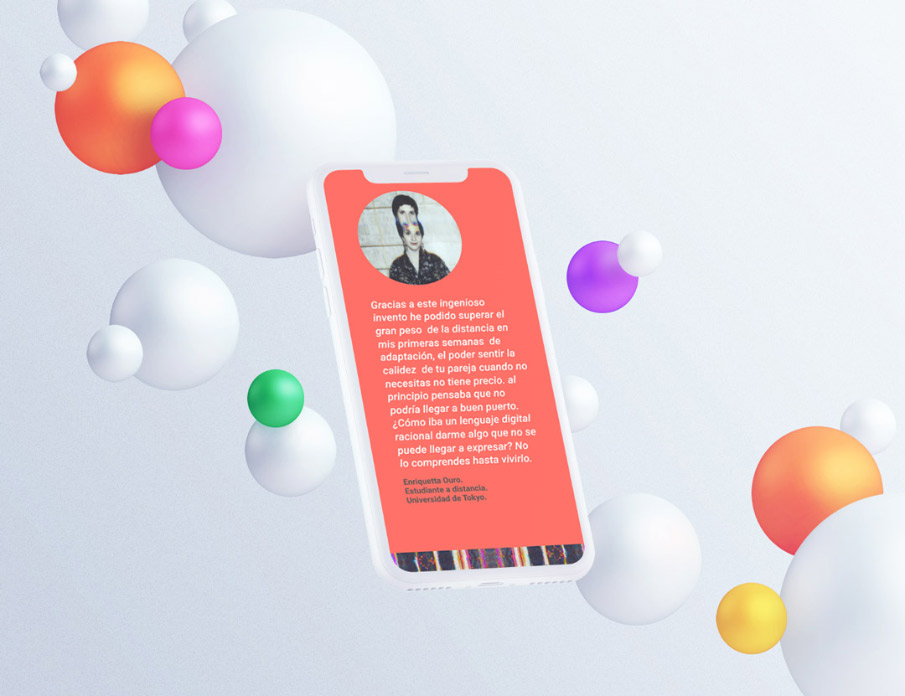 Gracias a este ingenioso
invento he podido superar el
gran peso  de la distancia en
mis primeras semanas  de
adaptación, el poder sentir la
calidez  de tu pareja cuando no
necesitas no tiene precio. al
principio pensaba que no
podría llegar a buen puerto.
¿Cómo iba un lenguaje digital
racional darme algo que no se
puede llegar a expresar? No
lo comprendes hasta vivirlo.
Enriquetta Ouro.
Estudiante a distancia.
Universidad de Tokyo.